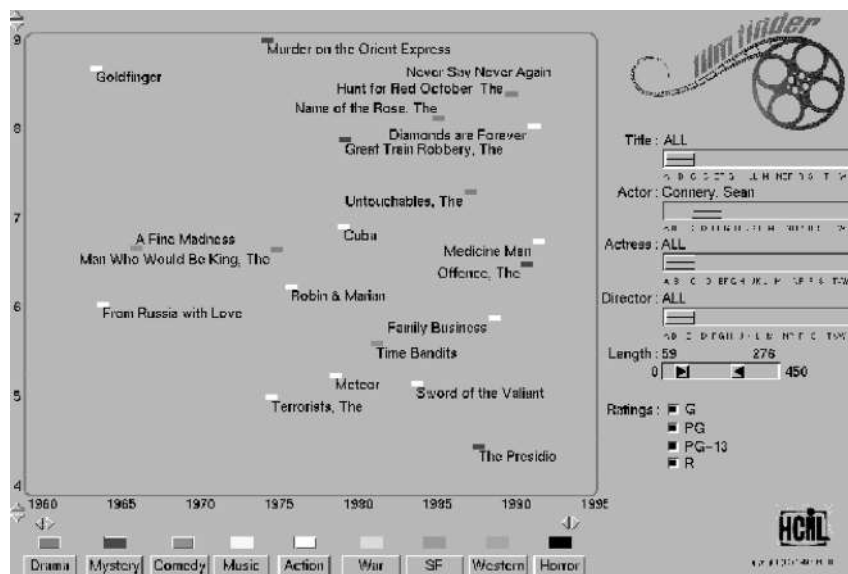 film finder
9
Murder on the Orient Express
Goldfinger
Never Say Never Again
Hunt for Red October, The
Name of the Rose, The
8
Diamonds are Forever
Great Train Robbery, The
Title : ALL
Actor : Connery, Sean
Untouchables, The
7
A Fine Madness
Cuba
Man Who Would Be King, The
Medicine Man
Offence, The
Actress : ALL
Robin & Marian
6
From Russia with Love
Director : ALL
Family Business
Time Bandits
Length : 59 276
0 450
Meteor
Sword of the Valiant
5
Terrorists, The
Ratings : G
PG
PG-13
R
The Presidio
4
1960 1965 1970 1975 1980 1985 1990 1995
HCIL
Drama Mystery Comedy Music Action War SF Western Horror